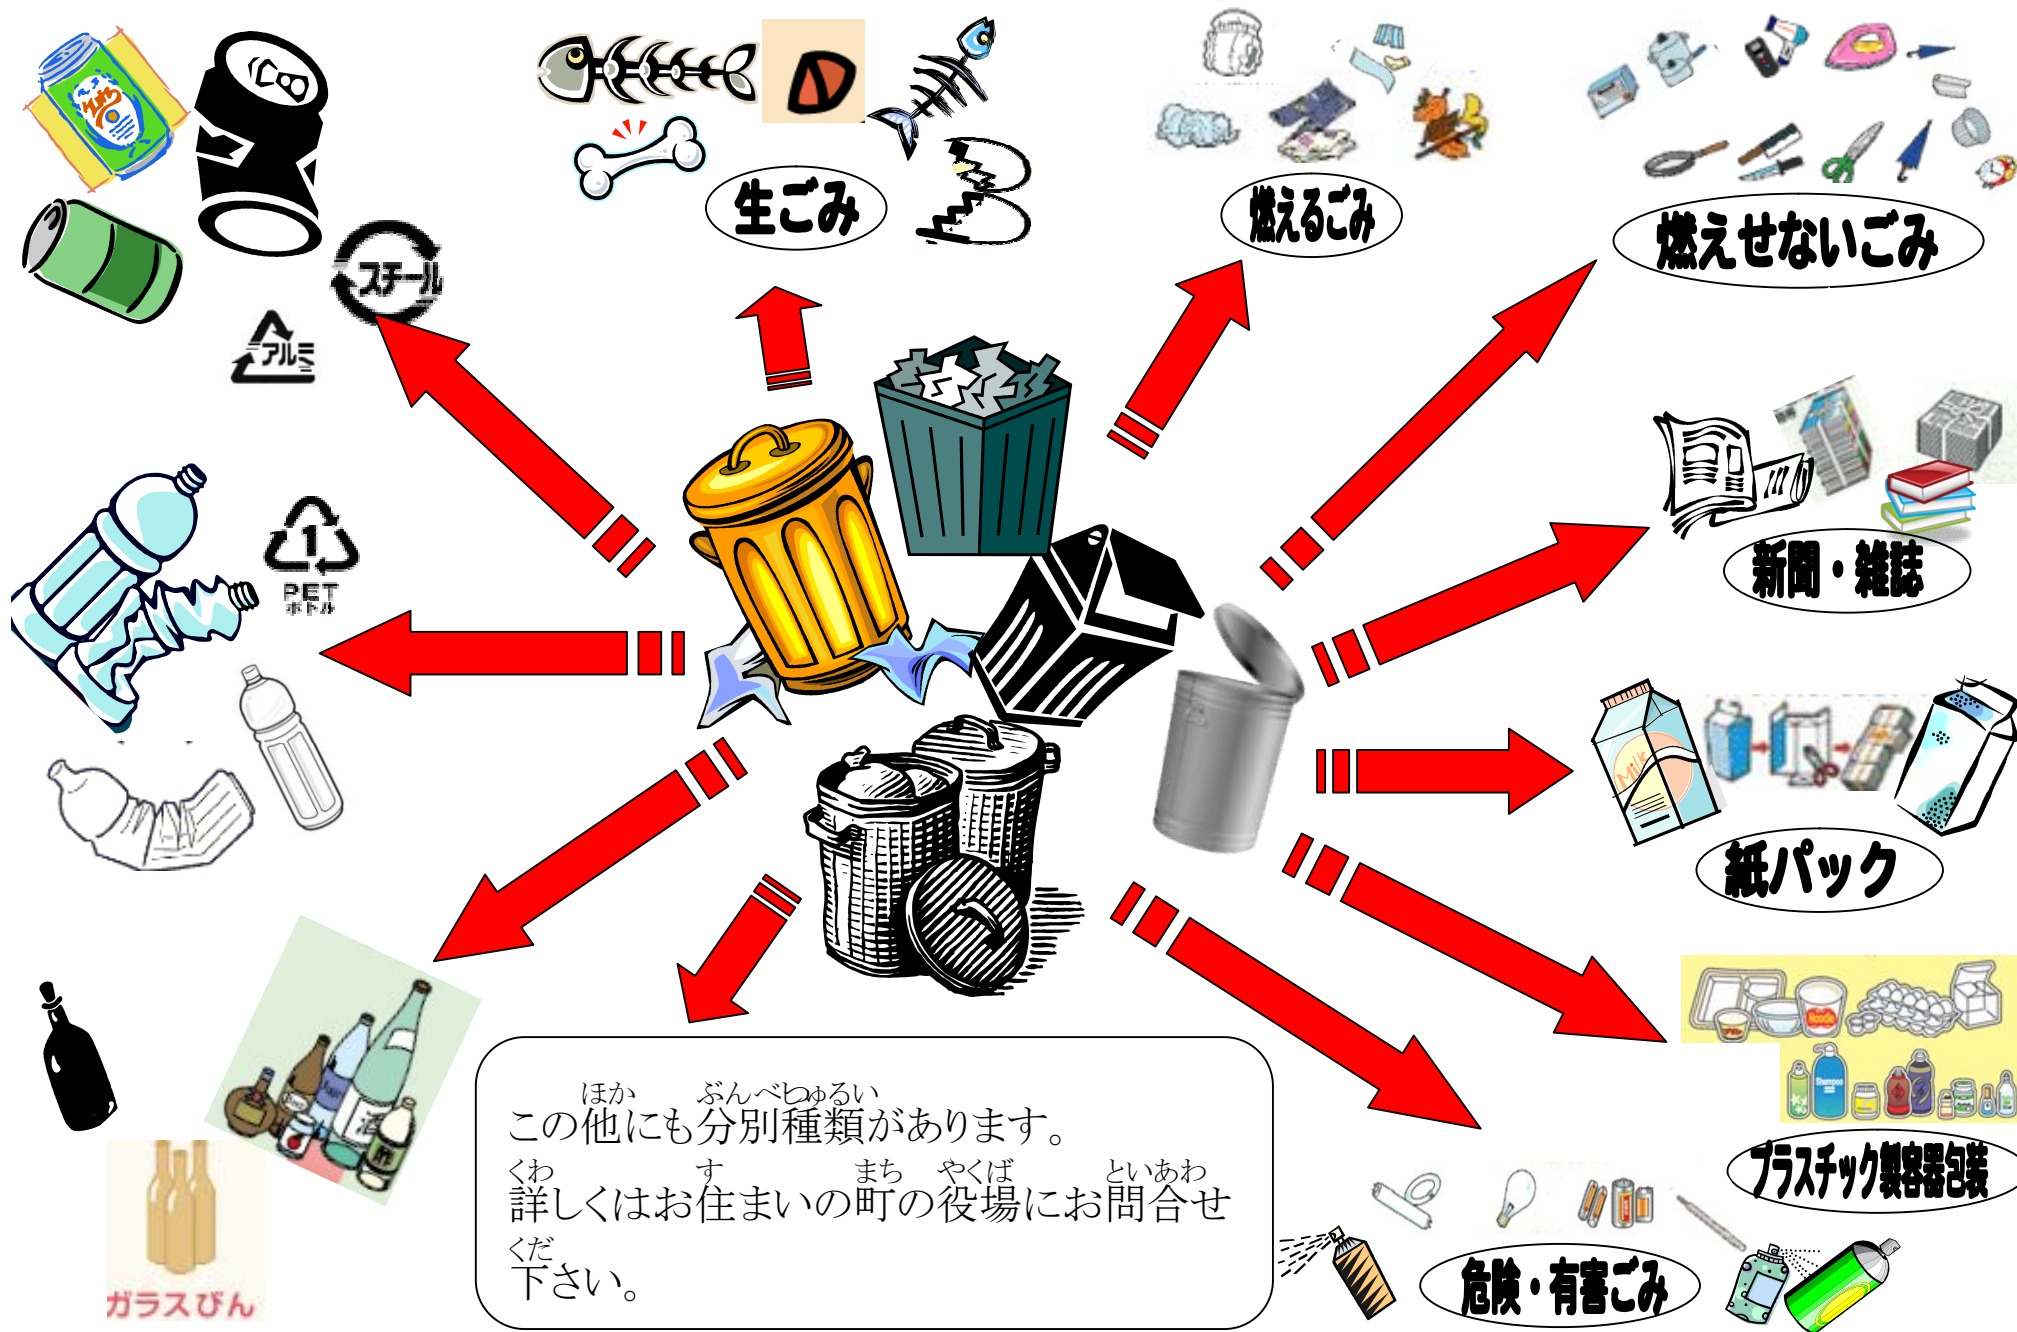 生ごみ
燃えるごみ
燃えせないごみ
スチール
アルミ
1
PET
ボトル
新聞・雑誌
Milk
紙パック
Noodle
Shampoo
プラスチック製容器包装
酒
酢
ガラスびん
ほか ぶんべつしゅるい
この他にも分別種類があります。
くわ す まち やくば といあわ
詳しくはお住まいの町の役場にお問合せ
くだ
下さい。
危険・有害ごみ